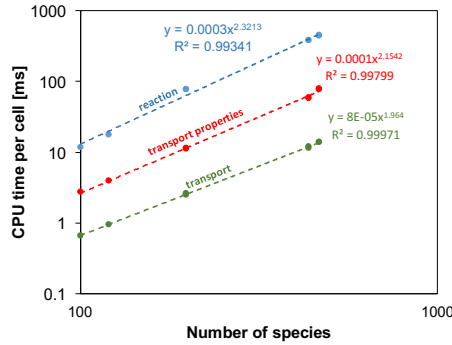 1000
y = 0.0003x^2.3213
R² = 0.99341
y = 0.0001x^2.1542
R² = 0.99799
100
reaction
y = 8E-05x^1.964
R² = 0.99971
transport properties
10
transport
1
0.1
100
1000
CPU time per cell [ms]
Number of species